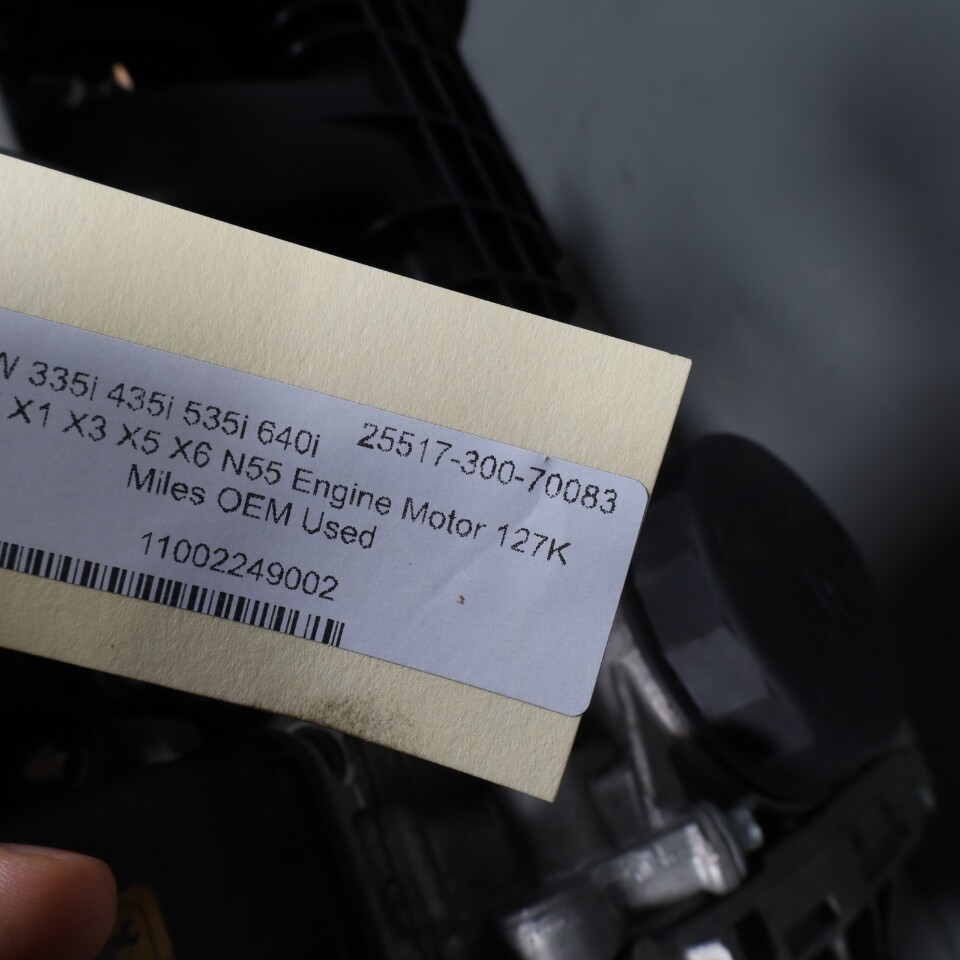 W 335i 435i 535i 640i 25517-300-70083
X1 X3 X5 X6 N55 Engine Motor 127K
Miles OEM Used
11002249002